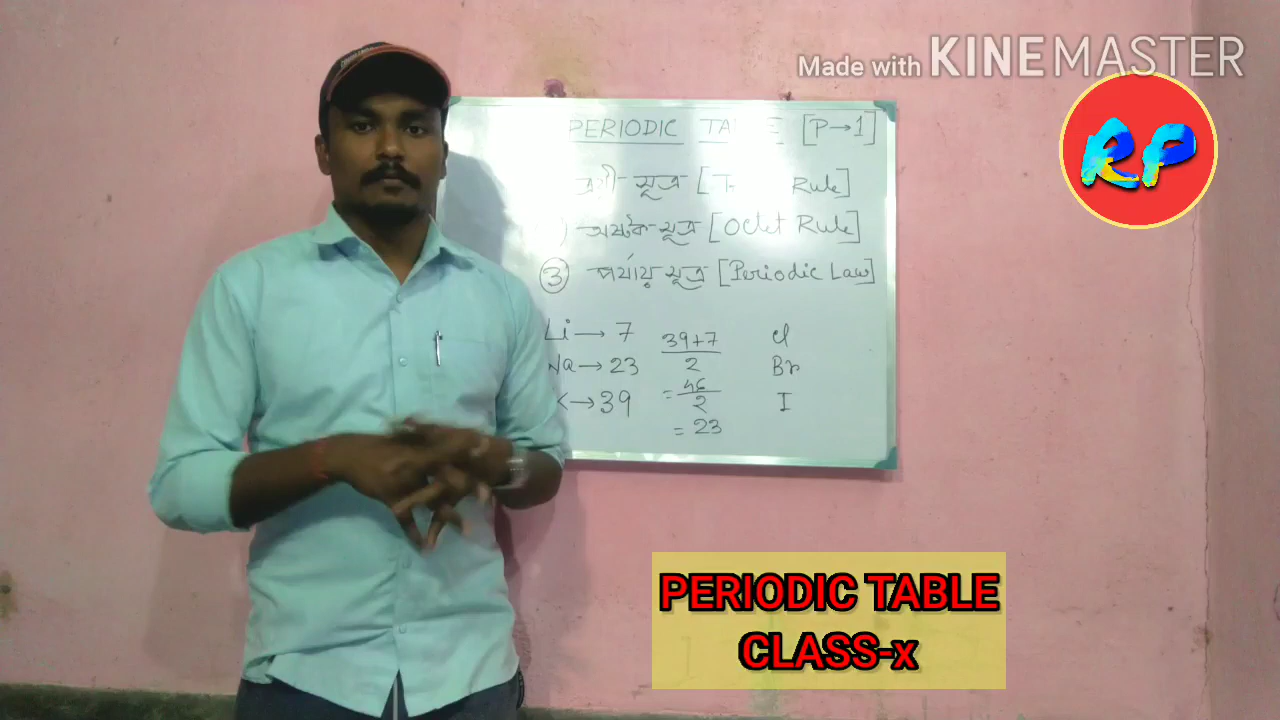 Made with KINEMASTER
RP
PERIODIC TA E [P→1]
সূত্র [T Rule]
) অষ্টক-সূত্র [Octet Rule]
③ পর্যায় সূত্র [Periodic Law]
Li → 7
Na → 23
K → 39
39+7
2
= 46
2
= 23
Cl
Br
I
PERIODIC TABLE
CLASS-x